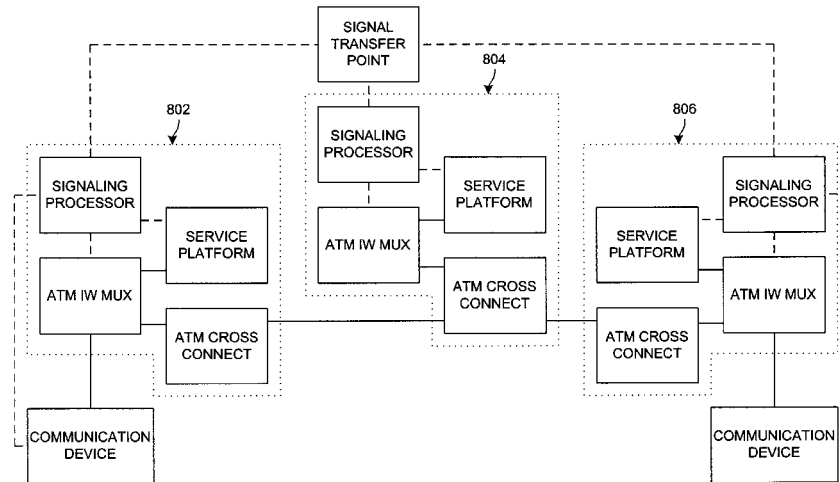 SIGNAL
TRANSFER
POINT
802
804
806
SIGNALING
PROCESSOR
SERVICE
PLATFORM
ATM IW MUX
ATM CROSS
CONNECT
COMMUNICATION
DEVICE
SIGNALING
PROCESSOR
SERVICE
PLATFORM
ATM IW MUX
ATM CROSS
CONNECT
SIGNALING
PROCESSOR
SERVICE
PLATFORM
ATM IW MUX
ATM CROSS
CONNECT
COMMUNICATION
DEVICE